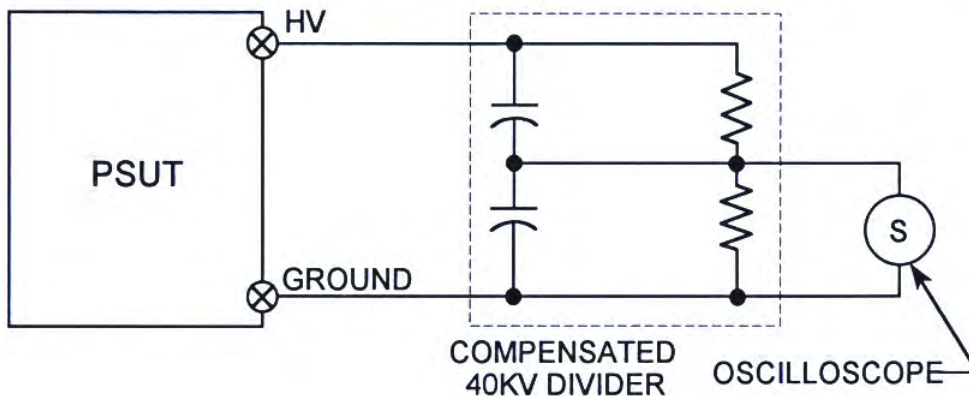 HV
PSUT
GROUND
S
COMPENSATED
40KV DIVIDER
OSCILLOSCOPE